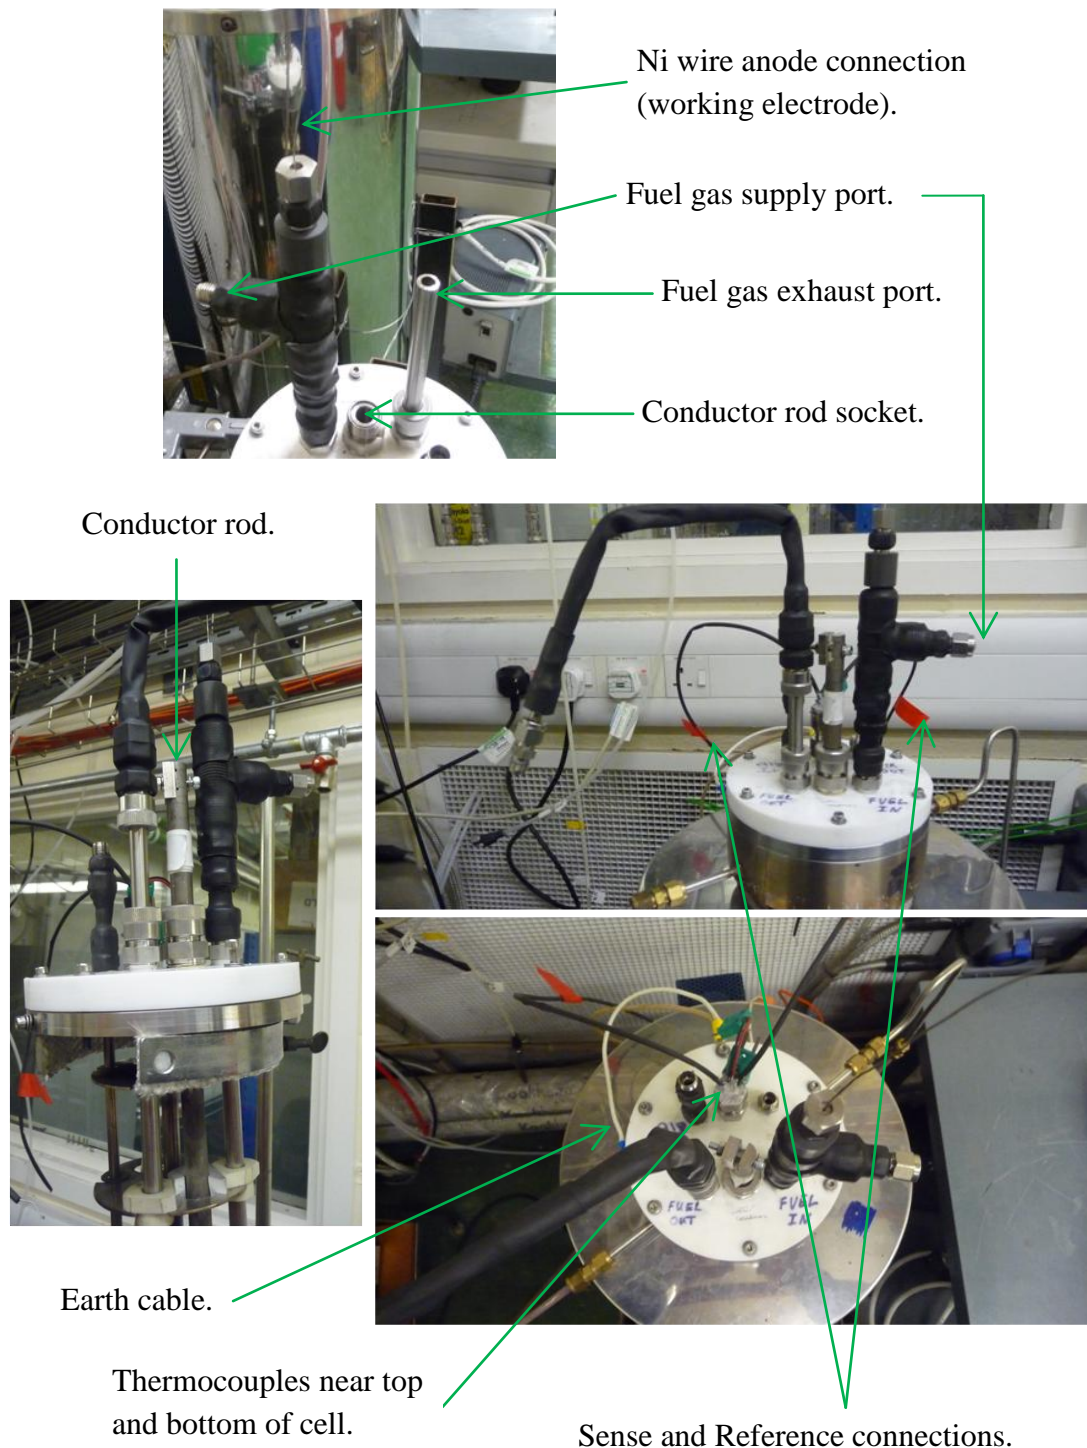 Ni wire anode connection
(working electrode).
Fuel gas supply port.
Fuel gas exhaust port.
Conductor rod socket.
Conductor rod.
FUEL
OUT
FUEL
IN
FUEL
OUT
FUEL
IN
Earth cable.
Thermocouples near top
and bottom of cell.
Sense and Reference connections.